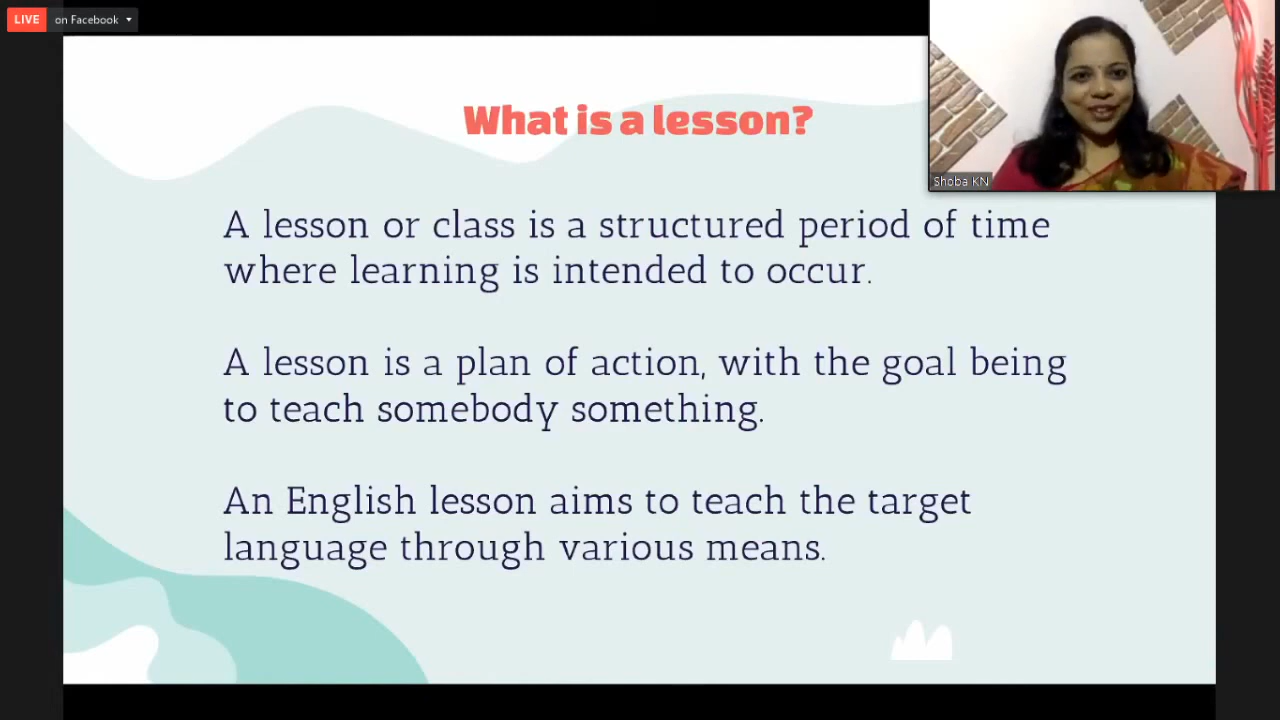 LIVE on Facebook
What is a lesson?
Shoba KN
A lesson or class is a structured period of time
where learning is intended to occur.
A lesson is a plan of action, with the goal being
to teach somebody something.
An English lesson aims to teach the target
language through various means.